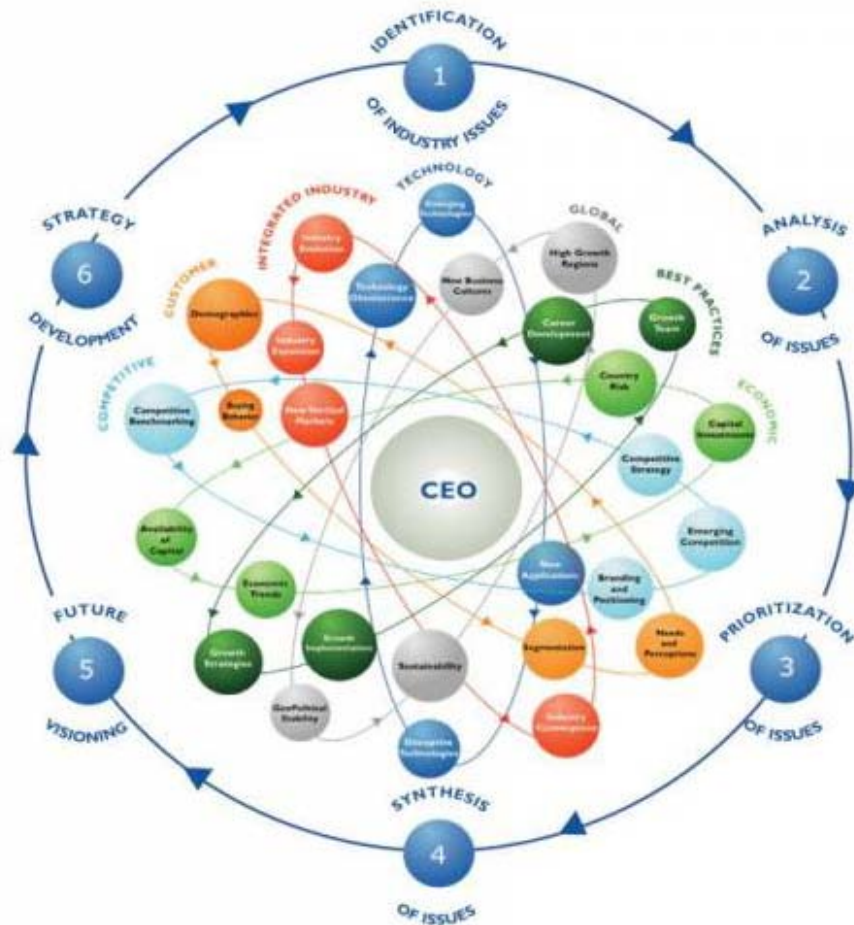 IDENTIFICATION
1
OF INDUSTRY ISSUES
ANALYSIS
2
OF ISSUES
PRIORITIZATION
3
OF ISSUES
SYNTHESIS
4
OF ISSUES
FUTURE
5
VISIONING
STRATEGY
6
DEVELOPMENT
TECHNOLOGY
Emerging
Technologies
Technology
Obsolescence
New
Applications
Disruptive
Technologies
INTEGRATED INDUSTRY
Industry
Evolution
Industry
Expansion
New Vertical
Markets
Industry
Convergence
GLOBAL
High Growth
Regions
New Business
Cultures
Sustainability
GeoPolitical
Stability
BEST PRACTICES
Growth
Team
Career
Development
Growth
Strategies
Growth
Implementation
CUSTOMER
Demographics
Buying
Behavior
Segmentation
Needs
and
Perceptions
COMPETITIVE
Competitive
Benchmarking
Competitive
Strategy
Emerging
Competition
Branding
and
Positioning
ECONOMIC
Country
Risk
Capital
Investments
Availability
of
Capital
Economic
Trends
CEO